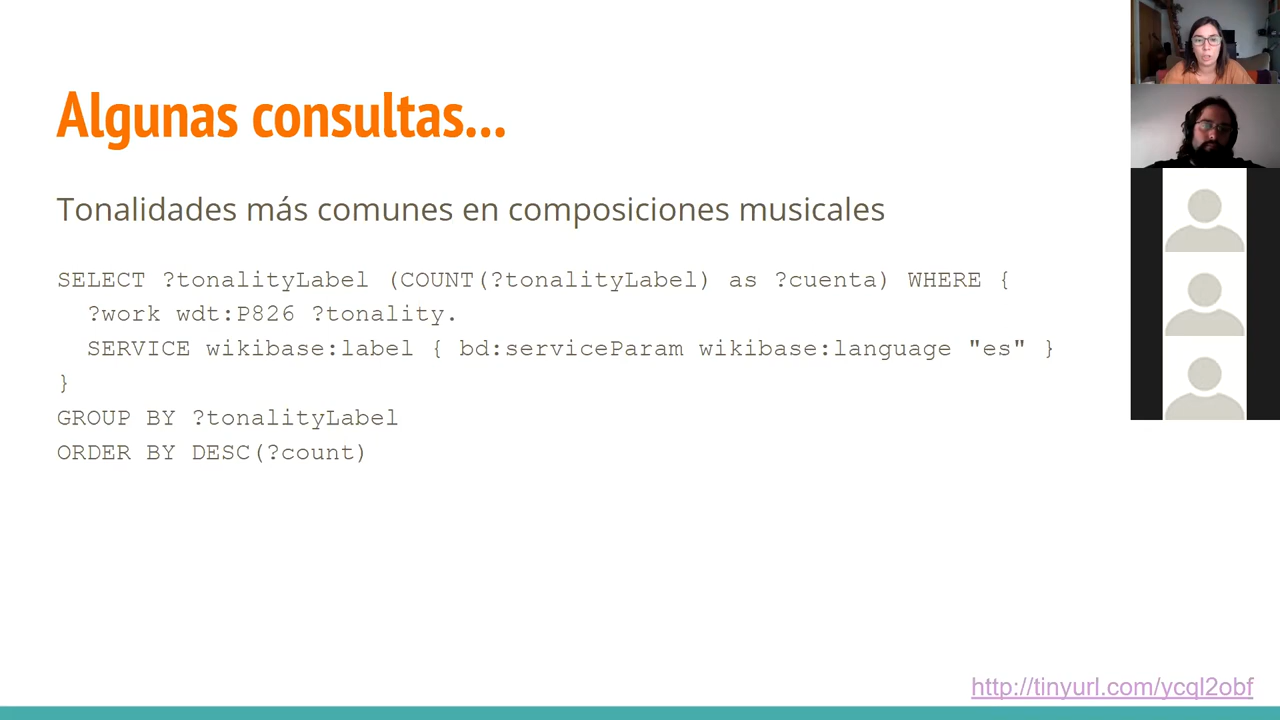 Algunas consultas...
Tonalidades más comunes en composiciones musicales
SELECT ?tonalityLabel (COUNT(?tonalityLabel) as ?cuenta) WHERE {
?work wdt:P826 ?tonality.
SERVICE wikibase:label { bd:serviceParam wikibase:language "es" }
}
GROUP BY ?tonalityLabel
ORDER BY DESC(?count)
http://tinyurl.com/ycql2obf